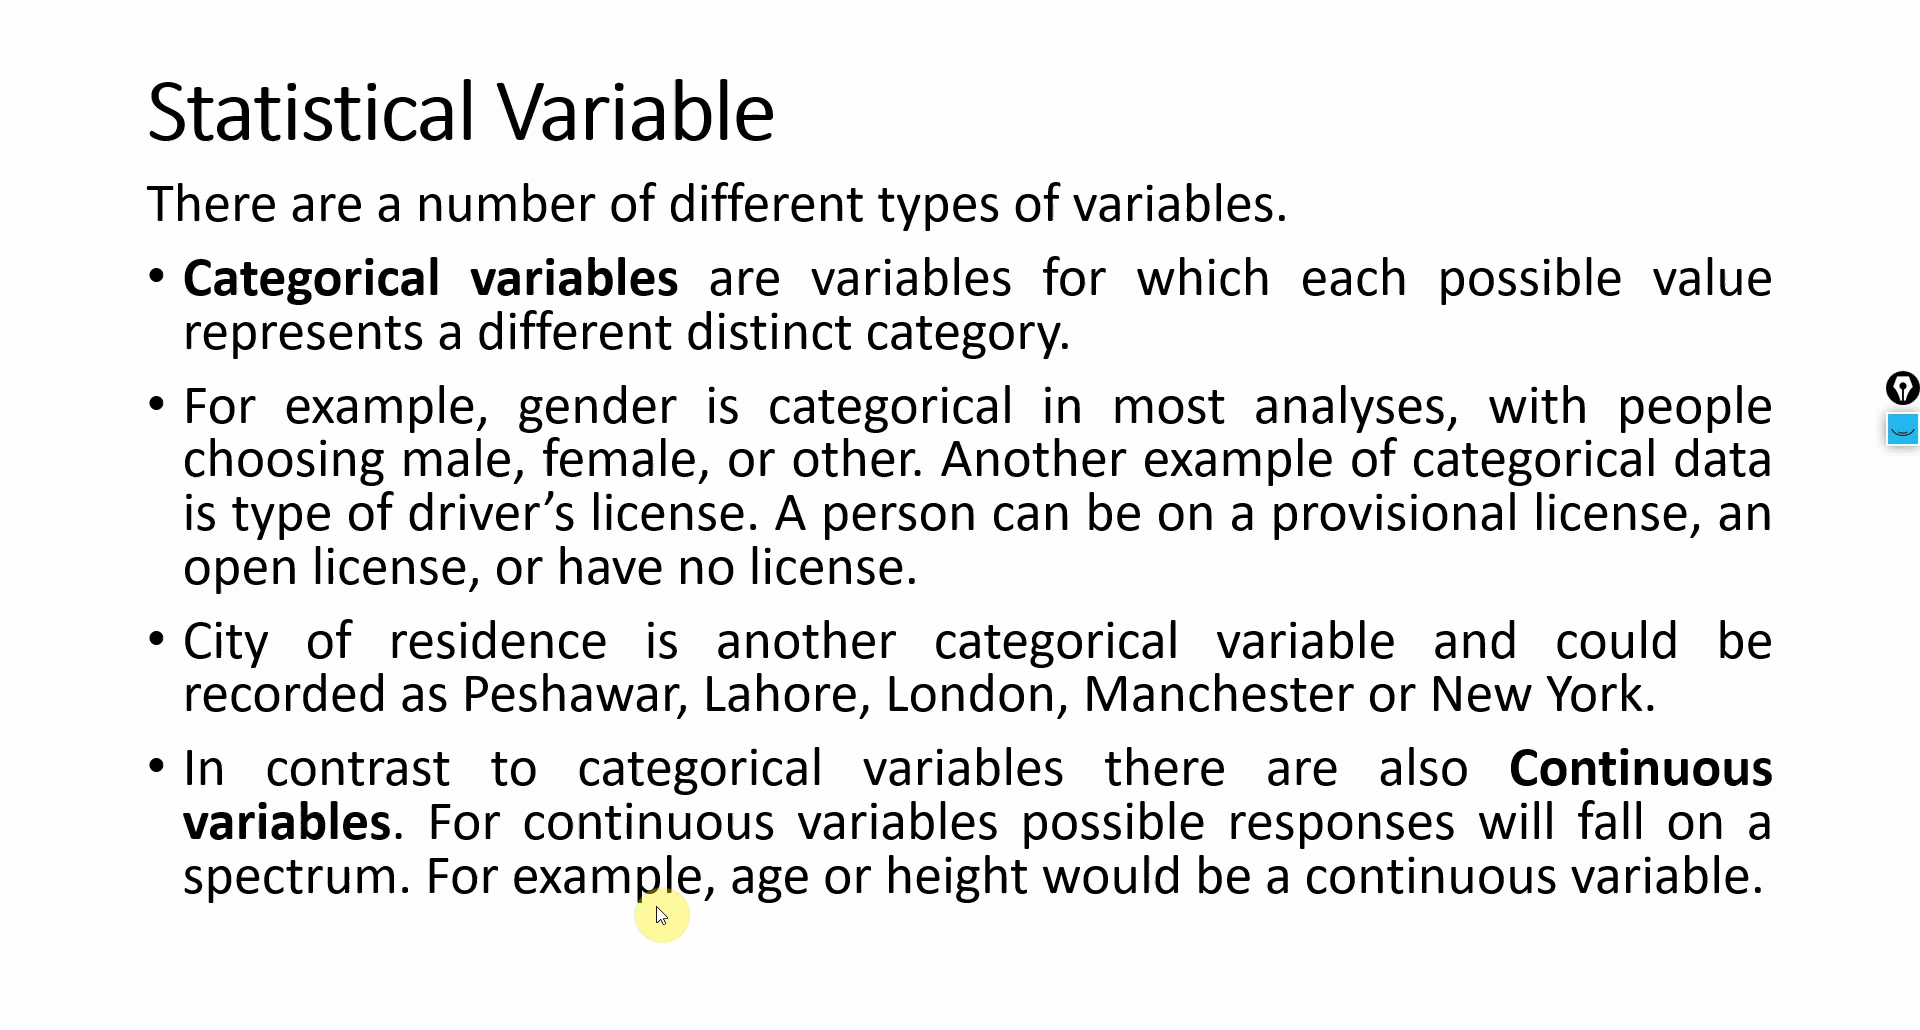 Statistical Variable
There are a number of different types of variables.
• Categorical variables are variables for which each possible value
represents a different distinct category.
• For example, gender is categorical in most analyses, with people
choosing male, female, or other. Another example of categorical data
is type of driver’s license. A person can be on a provisional license, an
open license, or have no license.
• City of residence is another categorical variable and could be
recorded as Peshawar, Lahore, London, Manchester or New York.
• In contrast to categorical variables there are also Continuous
variables. For continuous variables possible responses will fall on a
spectrum. For example, age or height would be a continuous variable.